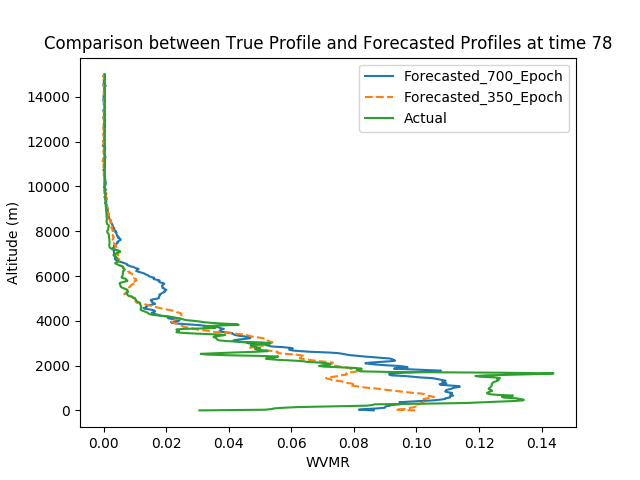 Comparison between True Profile and Forecasted Profiles at time 78
Forecasted_700_Epoch
Forecasted_350_Epoch
Actual
Altitude (m)
14000
12000
10000
8000
6000
4000
2000
0
0.00 0.02 0.04 0.06 0.08 0.10 0.12 0.14
WVMR